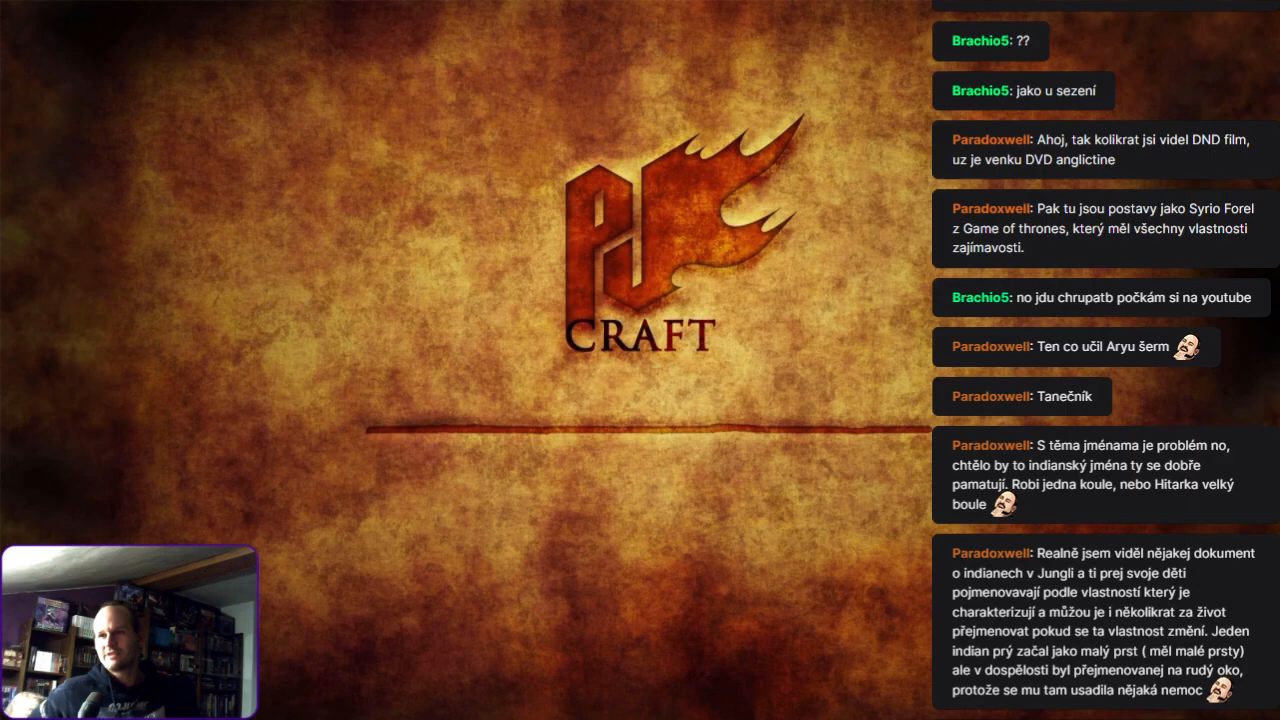 PJ
CRAFT
Brachio5: ??
Brachio5: jako u sezení
Paradoxwell: Ahoj, tak kolikrat jsi videl DND film,
uz je venku DVD anglictine
Paradoxwell: Pak tu jsou postavy jako Syrio Forel
z Game of thrones, který měl všechny vlastnosti
zajímavosti.
Brachio5: no jdu chrupatb počkám si na youtube
Paradoxwell: Ten co učil Aryu šerm
Paradoxwell: Tanečník
Paradoxwell: S těma jménama je problém no,
chtělo by to indianský jména ty se dobře
pamatují. Robi jedna koule, nebo Hitarka velký
boule
Paradoxwell: Realně jsem viděl nějakej dokument
o indianech v Jungli a ti prej svoje děti
pojmenovavají podle vlastností který je
charakterizují a můžou je i několikrat za život
přejmenovat pokud se ta vlastnost změní. Jeden
indian prý začal jako malý prst ( měl malé prsty)
ale v dospělosti byl přejmenovanej na rudý oko,
protože se mu tam usadila nějaká nemoc